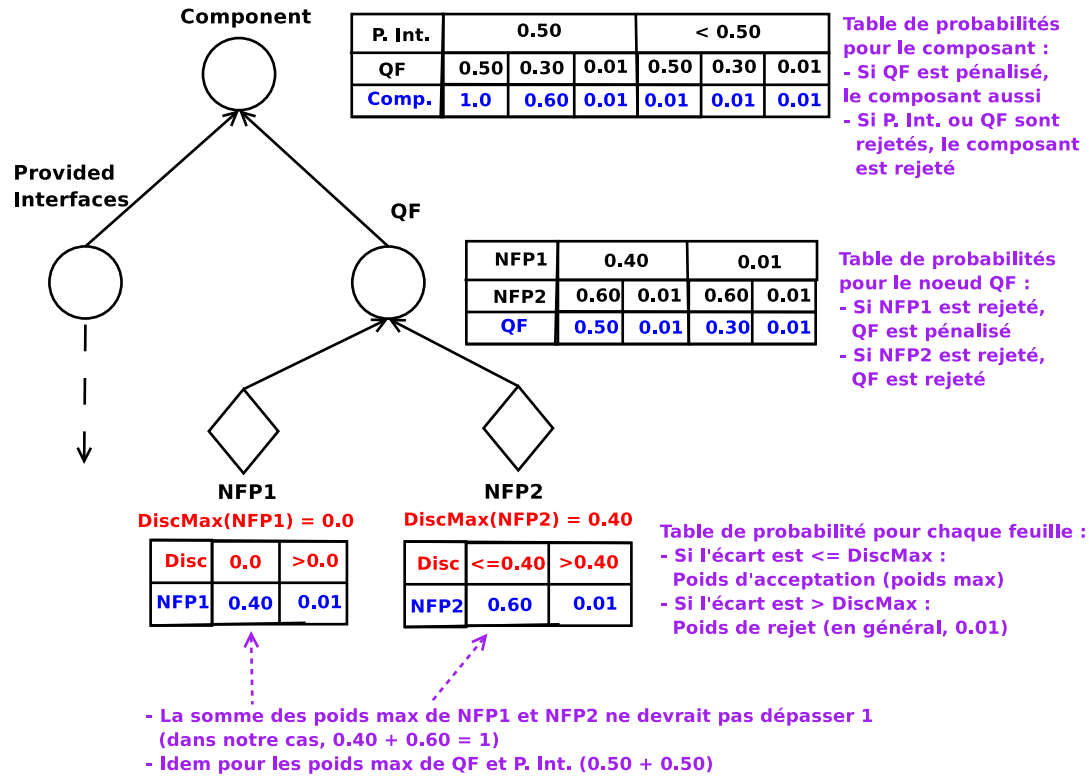 Component
P. Int. 0.50 < 0.50
QF 0.50 0.30 0.01 0.50 0.30 0.01
Comp. 1.0 0.60 0.01 0.01 0.01 0.01
Table de probabilités
pour le composant :
- Si QF est pénalisé,
le composant aussi
- Si P. Int. ou QF sont
rejetés, le composant
est rejeté
Provided
Interfaces
QF
NFP1 0.40 0.01
NFP2 0.60 0.01 0.60 0.01
QF 0.50 0.01 0.30 0.01
Table de probabilités
pour le noeud QF :
- Si NFP1 est rejeté,
QF est pénalisé
- Si NFP2 est rejeté,
QF est rejeté
NFP1
DiscMax(NFP1) = 0.0
Disc 0.0 >0.0
NFP1 0.40 0.01
NFP2
DiscMax(NFP2) = 0.40
Disc <=0.40 >0.40
NFP2 0.60 0.01
Table de probabilité pour chaque feuille :
- Si l'écart est <= DiscMax :
Poids d'acceptation (poids max)
- Si l'écart est > DiscMax :
Poids de rejet (en général, 0.01)
- La somme des poids max de NFP1 et NFP2 ne devrait pas dépasser 1
(dans notre cas, 0.40 + 0.60 = 1)
- Idem pour les poids max de QF et P. Int. (0.50 + 0.50)